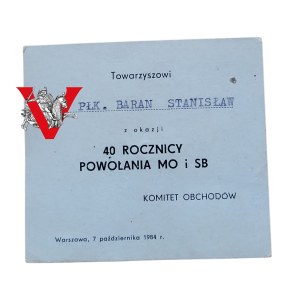 Towarzyszowi
PŁK. BARAN STANISŁAW
z okazji
40 ROCZNICY
POWOŁANIA MO i SB
KOMITET OBCHODÓW
Warszawa, 7 października 1984 r.